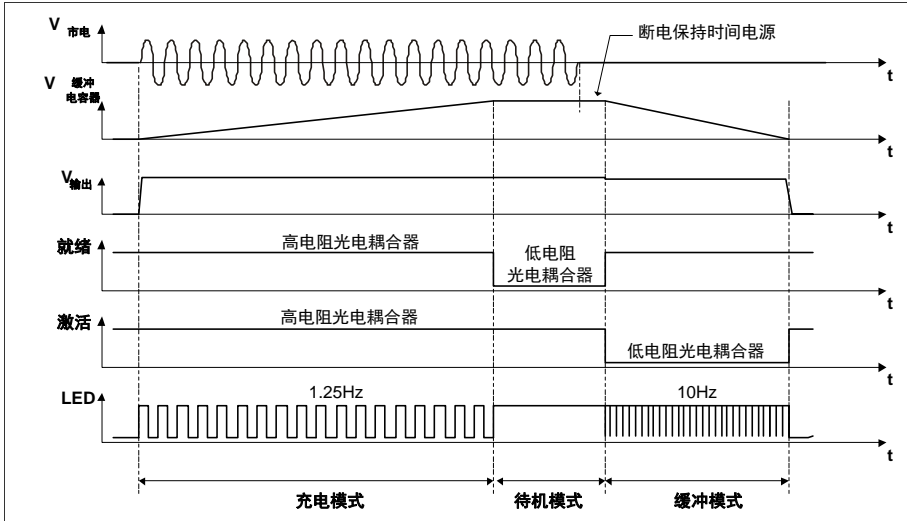 V 市电
断电保持时间电源
t
V 缓冲
电容器
t
V输出
t
就绪
高电阻光电耦合器
低电阻
光电耦合器
t
激活
高电阻光电耦合器
低电阻光电耦合器
t
LED
1.25Hz
10Hz
t
充电模式
待机模式
缓冲模式